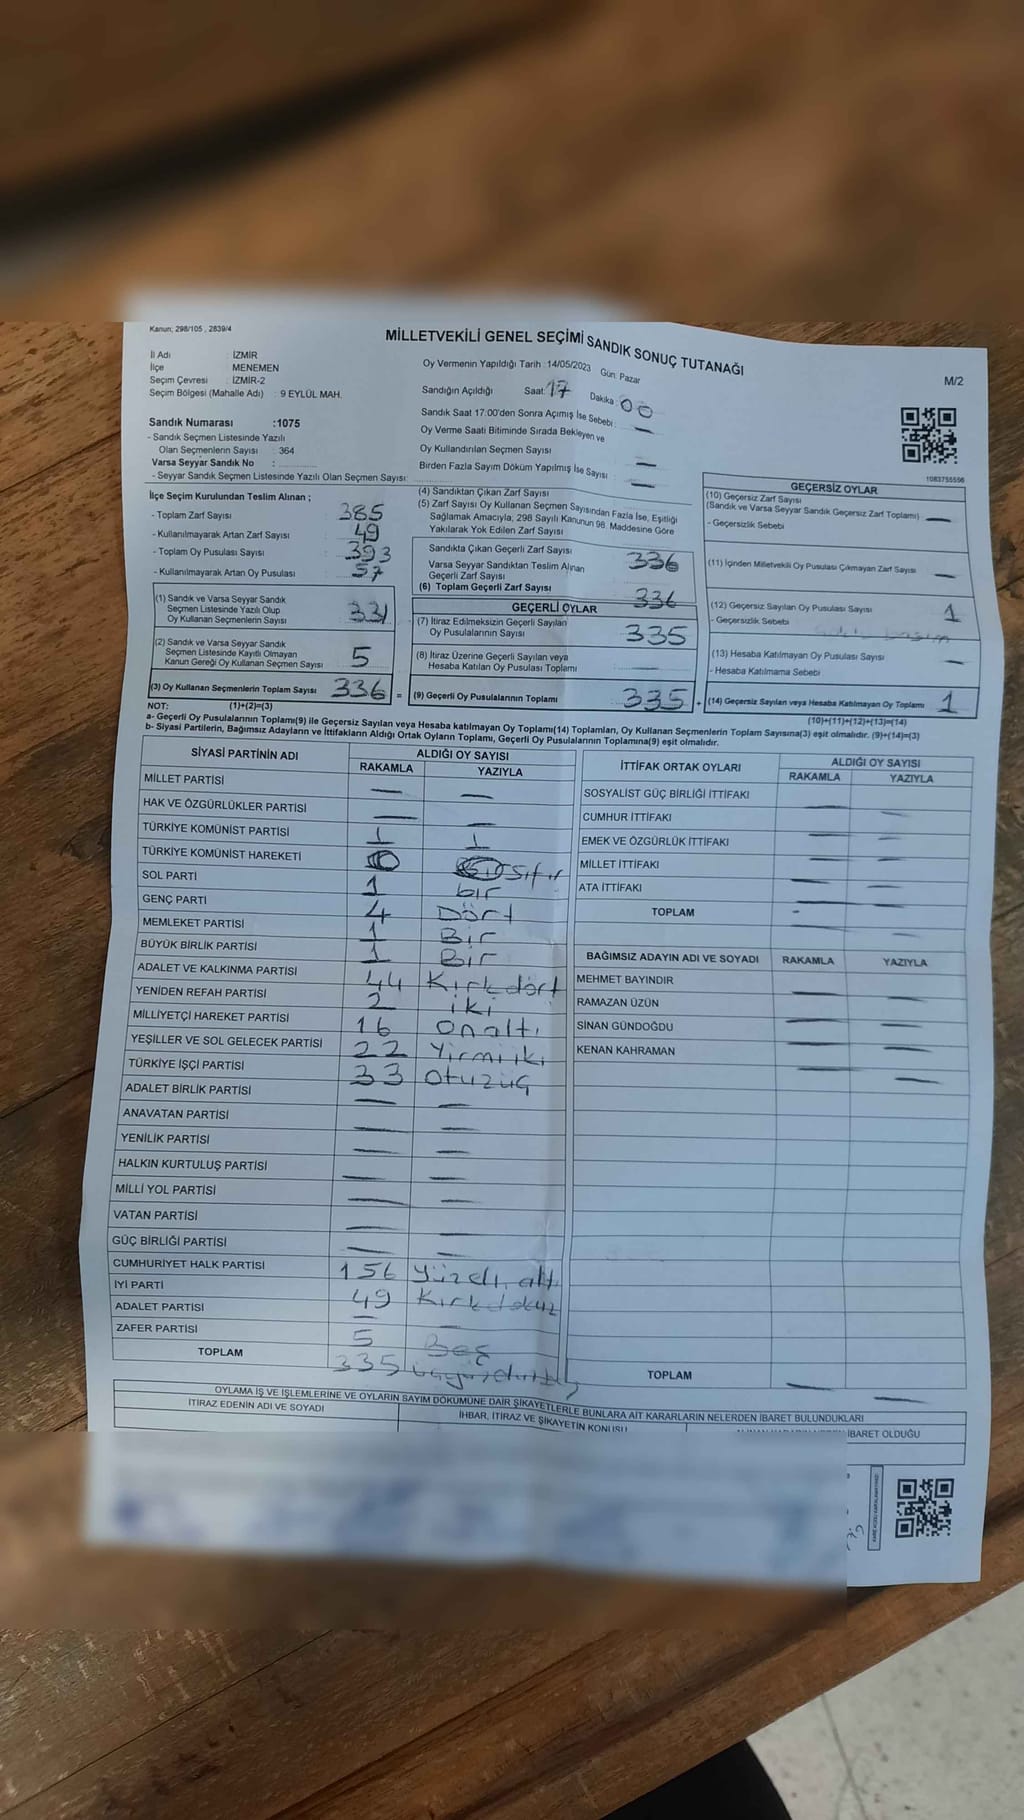 Kanun; 298/105 , 2839/4
MİLLETVEKİLİ GENEL SEÇİMİ SANDIK SONUÇ TUTANAĞI
M/2
İl Adı : İZMİR
İlçe MENEMEN
Seçim Çevresi : İZMİR-2
Seçim Bölgesi (Mahalle Adı) : 9 EYLÜL MAH.
Oy Vermenin Yapıldığı Tarih : 14/05/2023 Gün: Pazar
Sandığın Açıldığı Saat: 17 Dakika : 00
Sandık Saat 17:00'den Sonra Açımış İse Sebebi : —
Oy Verme Saati Bitiminde Sırada Bekleyen ve
Oy Kullandırılan Seçmen Sayısı —
Birden Fazla Sayım Döküm Yapılmış İse Sayısı —
Sandık Numarası :1075
- Sandık Seçmen Listesinde Yazılı
Olan Seçmenlerin Sayısı : 364
Varsa Seyyar Sandık No :
- Seyyar Sandık Seçmen Listesinde Yazılı Olan Seçmen Sayısı:
1083755556
İlçe Seçim Kurulundan Teslim Alınan ;
- Toplam Zarf Sayısı : 385
- Kullanılmayarak Artan Zarf Sayısı : 49
- Toplam Oy Pusulası Sayısı : 393
- Kullanılmayarak Artan Oy Pusulası : 57
(1) Sandık ve Varsa Seyyar Sandık
Seçmen Listesinde Yazılı Olup
Oy Kullanan Seçmenlerin Sayısı 331
(2) Sandık ve Varsa Seyyar Sandık
Seçmen Listesinde Kayıtlı Olmayan
Kanun Gereği Oy Kullanan Seçmen Sayısı 5
(3) Oy Kullanan Seçmenlerin Toplam Sayısı 336 =
(4) Sandıktan Çıkan Zarf Sayısı
(5) Zarf Sayısı Oy Kullanan Seçmen Sayısından Fazla İse, Eşitliği
Sağlamak Amacıyla; 298 Sayılı Kanunun 98. Maddesine Göre
Yakılarak Yok Edilen Zarf Sayısı
Sandıkta Çıkan Geçerli Zarf Sayısı 336
Varsa Seyyar Sandıktan Teslim Alınan
Geçerli Zarf Sayısı
(6) Toplam Geçerli Zarf Sayısı 336
GEÇERLİ OYLAR
(7) İtiraz Edilmeksizin Geçerli Sayılan
Oy Pusulalarının Sayısı 335
(8) İtiraz Üzerine Geçerli Sayılan veya
Hesaba Katılan Oy Pusulası Toplamı —
(9) Geçerli Oy Pusulalarının Toplamı 335 +
GEÇERSİZ OYLAR
(10) Geçersiz Zarf Sayısı
(Sandık ve Varsa Seyyar Sandık Geçersiz Zarf Toplamı) —
- Geçersizlik Sebebi
(11) İçinden Milletvekili Oy Pusulası Çıkmayan Zarf Sayısı —
(12) Geçersiz Sayılan Oy Pusulası Sayısı 1
- Geçersizlik Sebebi
(13) Hesaba Katılmayan Oy Pusulası Sayısı —
- Hesaba Katılmama Sebebi
(14) Geçersiz Sayılan veya Hesaba Katılmayan Oy Toplamı 1
NOT: (1)+(2)=(3) (10)+(11)+(12)+(13)=(14)
a- Geçerli Oy Pusulalarının Toplamı(9) ile Geçersiz Sayılan veya Hesaba katılmayan Oy Toplamı(14) Toplamları, Oy Kullanan Seçmenlerin Toplam Sayısına(3) eşit olmalıdır. (9)+(14)=(3)
b- Siyasi Partilerin, Bağımsız Adayların ve İttifakların Aldığı Ortak Oyların Toplamı, Geçerli Oy Pusulalarının Toplamına(9) eşit olmalıdır.
SİYASİ PARTİNİN ADI ALDIĞI OY SAYISI
RAKAMLA YAZIYLA
MİLLET PARTİSİ — —
HAK VE ÖZGÜRLÜKLER PARTİSİ — —
TÜRKİYE KOMÜNİST PARTİSİ 1 1
TÜRKİYE KOMÜNİST HAREKETİ 0 sıfır
SOL PARTİ 1 bir
GENÇ PARTİ 4 Dört
MEMLEKET PARTİSİ 1 Bir
BÜYÜK BİRLİK PARTİSİ 1 Bir
ADALET VE KALKINMA PARTİSİ 44 Kırkdört
YENİDEN REFAH PARTİSİ 2 iki
MİLLİYETÇİ HAREKET PARTİSİ 16 onaltı
YEŞİLLER VE SOL GELECEK PARTİSİ 22 Yirmiiki
TÜRKİYE İŞÇİ PARTİSİ 33 otuzüç
ADALET BİRLİK PARTİSİ — —
ANAVATAN PARTİSİ — —
YENİLİK PARTİSİ — —
HALKIN KURTULUŞ PARTİSİ — —
MİLLİ YOL PARTİSİ — —
VATAN PARTİSİ — —
GÜÇ BİRLİĞİ PARTİSİ — —
CUMHURİYET HALK PARTİSİ 156 Yüzelli altı
İYİ PARTİ 49 Kırkdokuz
ADALET PARTİSİ — —
ZAFER PARTİSİ 5 Beş
TOPLAM 335
İTTİFAK ORTAK OYLARI ALDIĞI OY SAYISI
RAKAMLA YAZIYLA
SOSYALİST GÜÇ BİRLİĞİ İTTİFAKI — —
CUMHUR İTTİFAKI — —
EMEK VE ÖZGÜRLÜK İTTİFAKI — —
MİLLET İTTİFAKI — —
ATA İTTİFAKI — —
TOPLAM - —
BAĞIMSIZ ADAYIN ADI VE SOYADI RAKAMLA YAZIYLA
MEHMET BAYINDIR — —
RAMAZAN ÜZÜN — —
SİNAN GÜNDOĞDU — —
KENAN KAHRAMAN — —
TOPLAM — —
OYLAMA İŞ VE İŞLEMLERİNE VE OYLARIN SAYIM DÖKÜMÜNE DAİR ŞİKAYETLERLE BUNLARA AİT KARARLARIN NELERDEN İBARET BULUNDUKLARI
İTİRAZ EDENİN ADI VE SOYADI
İHBAR, İTİRAZ VE ŞİKAYETİN KONUSU
İBARET OLDUĞU